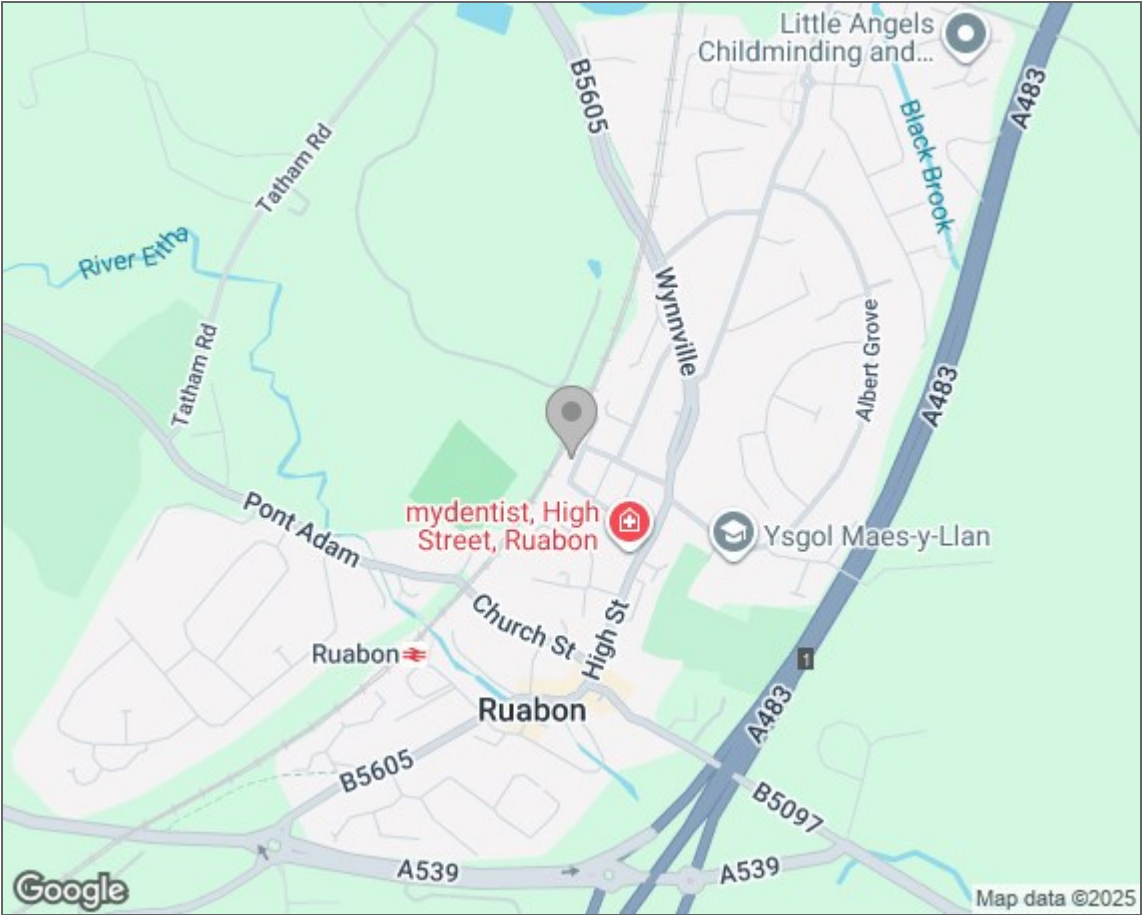 Little Angels
Childminding and...
B5605
A483
Black Brook
Tatham Rd
River Eitha
Wynnville
Albert Grove
Tatham Rd
A483
Pont Adam
mydentist, High
Street, Ruabon
Ysgol Maes-y-Llan
Church St
High St
Ruabon
1
Ruabon
A483
B5605
B5097
A539
A539
Google
Map data ©2025